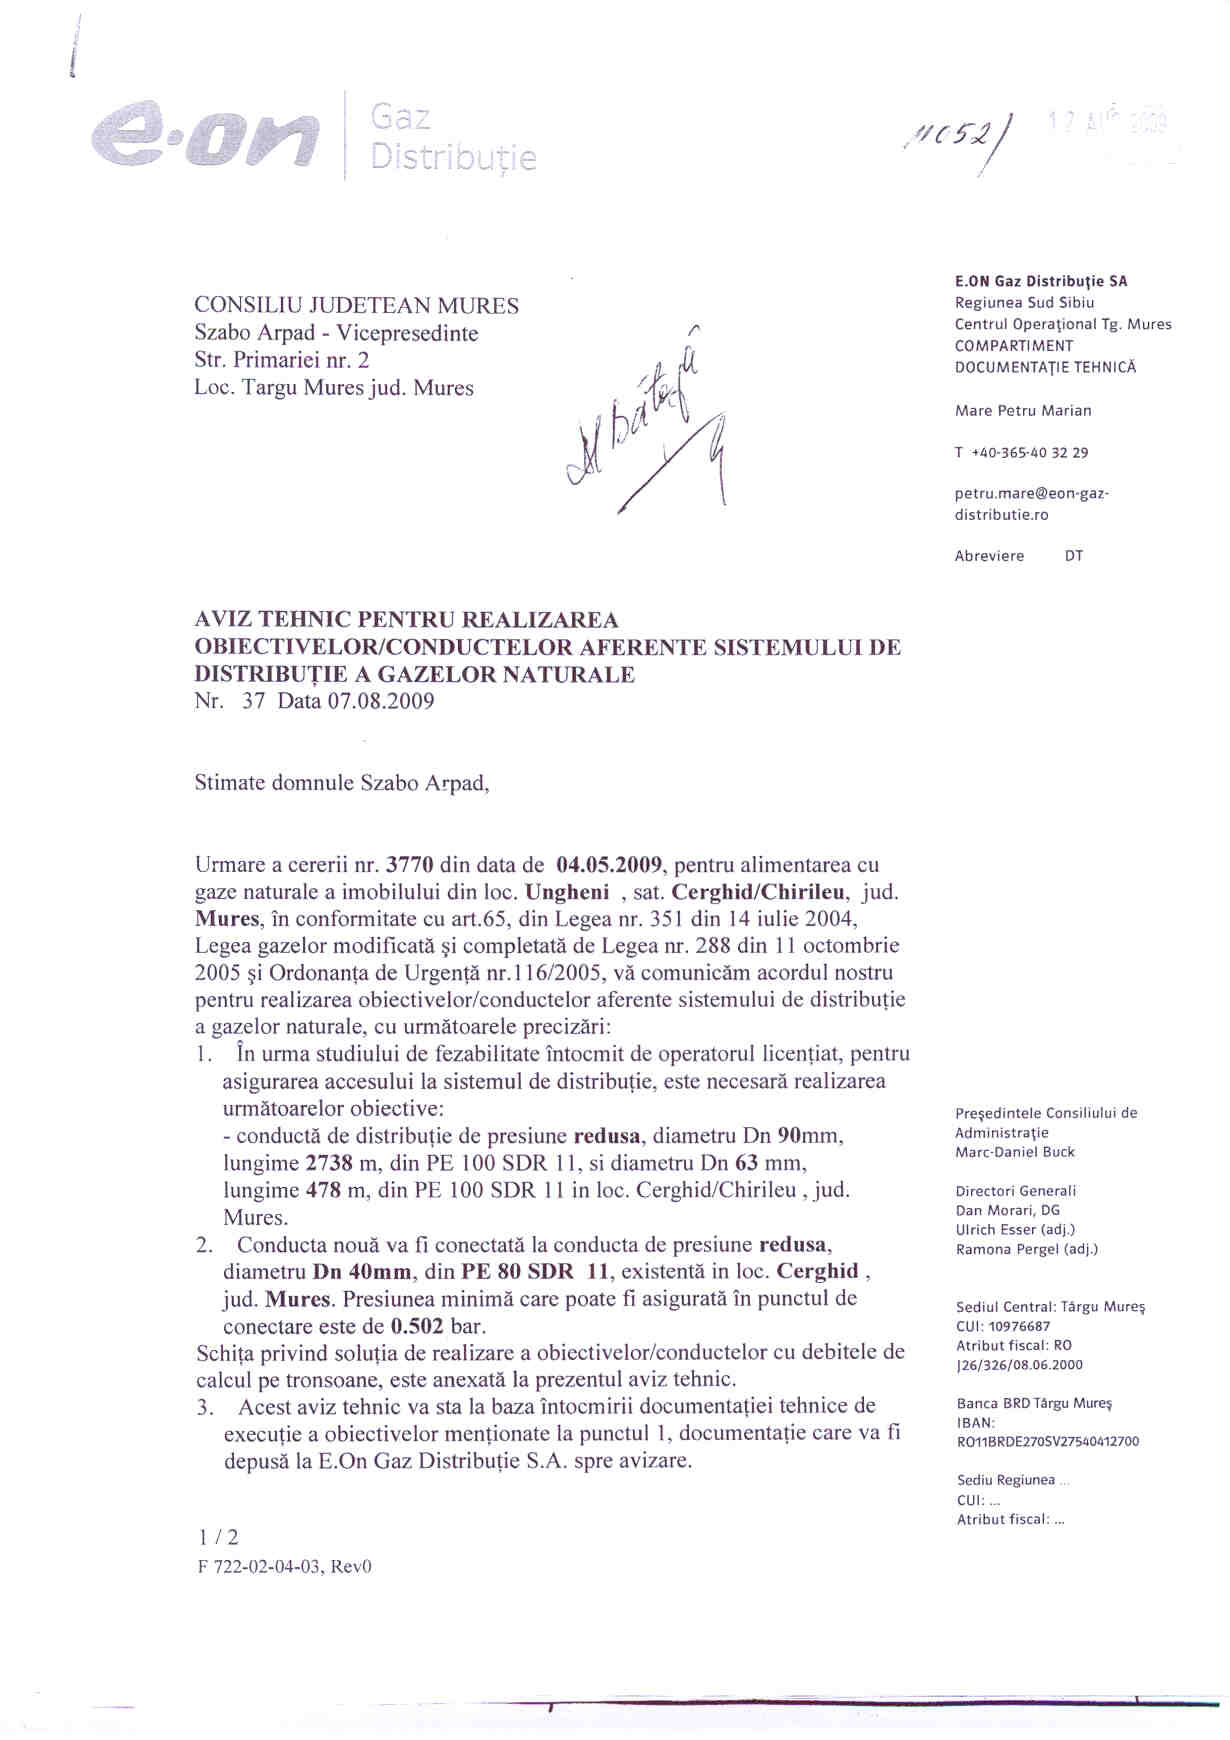 e·on
Gaz
Distribuție
11052/
12 AUG 2009
E.ON Gaz Distribuţie SA
Regiunea Sud Sibiu
Centrul Operaţional Tg. Mures
COMPARTIMENT
DOCUMENTAŢIE TEHNICĂ
Mare Petru Marian
T +40-365-40 32 29
petru.mare@eon-gaz-
distributie.ro
Abreviere DT
CONSILIU JUDETEAN MURES
Szabo Arpad - Vicepresedinte
Str. Primariei nr. 2
Loc. Targu Mures jud. Mures
AVIZ TEHNIC PENTRU REALIZAREA
OBIECTIVELOR/CONDUCTELOR AFERENTE SISTEMULUI DE
DISTRIBUŢIE A GAZELOR NATURALE
Nr. 37 Data 07.08.2009
Stimate domnule Szabo Arpad,
Urmare a cererii nr. 3770 din data de 04.05.2009, pentru alimentarea cu
gaze naturale a imobilului din loc. Ungheni , sat. Cerghid/Chirileu, jud.
Mures, în conformitate cu art.65, din Legea nr. 351 din 14 iulie 2004,
Legea gazelor modificată şi completată de Legea nr. 288 din 11 octombrie
2005 şi Ordonanţa de Urgenţă nr.116/2005, vă comunicăm acordul nostru
pentru realizarea obiectivelor/conductelor aferente sistemului de distribuţie
a gazelor naturale, cu următoarele precizări:
1. În urma studiului de fezabilitate întocmit de operatorul licenţiat, pentru
asigurarea accesului la sistemul de distribuţie, este necesară realizarea
următoarelor obiective:
- conductă de distribuţie de presiune redusa, diametru Dn 90mm,
lungime 2738 m, din PE 100 SDR 11, si diametru Dn 63 mm,
lungime 478 m, din PE 100 SDR 11 in loc. Cerghid/Chirileu , jud.
Mures.
2. Conducta nouă va fi conectată la conducta de presiune redusa,
diametru Dn 40mm, din PE 80 SDR 11, existentă in loc. Cerghid ,
jud. Mures. Presiunea minimă care poate fi asigurată în punctul de
conectare este de 0.502 bar.
Schiţa privind soluţia de realizare a obiectivelor/conductelor cu debitele de
calcul pe tronsoane, este anexată la prezentul aviz tehnic.
3. Acest aviz tehnic va sta la baza întocmirii documentaţiei tehnice de
execuţie a obiectivelor menţionate la punctul 1, documentaţie care va fi
depusă la E.On Gaz Distribuţie S.A. spre avizare.
Preşedintele Consiliului de
Administraţie
Marc-Daniel Buck
Directori Generali
Dan Morari, DG
Ulrich Esser (adj.)
Ramona Pergel (adj.)
Sediul Central: Târgu Mureş
CUI: 10976687
Atribut fiscal: RO
J26/326/08.06.2000
Banca BRD Târgu Mureş
IBAN:
RO11BRDE270SV27540412700
Sediu Regiunea ...
CUI: ...
Atribut fiscal: ...
1 / 2
F 722-02-04-03, Rev0